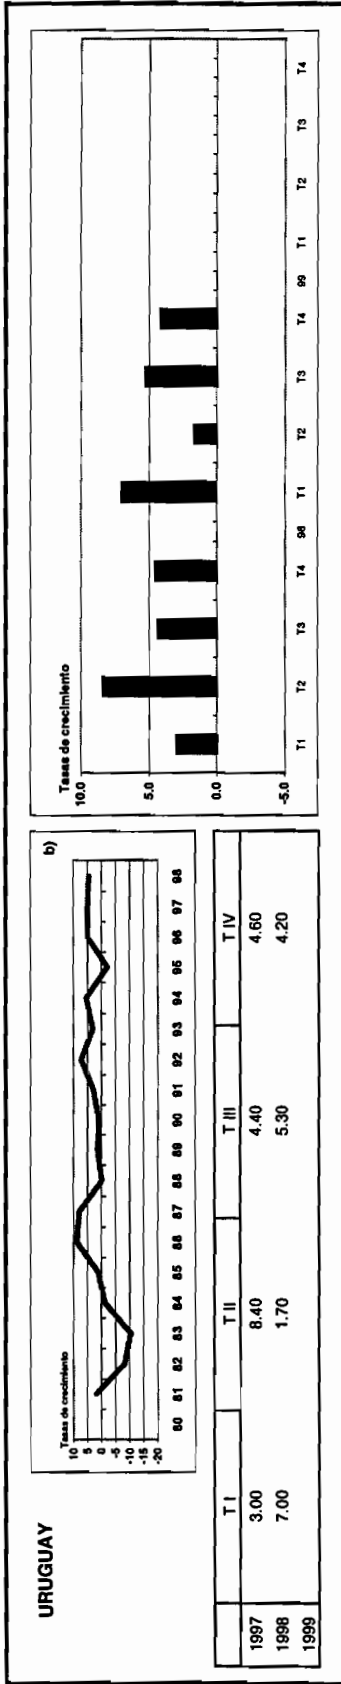 URUGUAY
b)
Tasas de crecimiento
10
5
0
-5
-10
-15
-20
80 81 82 83 84 85 86 87 88 89 90 91 92 93 94 95 96 97 98
T I T II T III T IV
1997 3.00 8.40 4.40 4.60
1998 7.00 1.70 5.30 4.20
1999
Tasas de crecimiento
10.0
5.0
0.0
-5.0
T1 T2 T3 T4 98 T1 T2 T3 T4 99 T1 T2 T3 T4